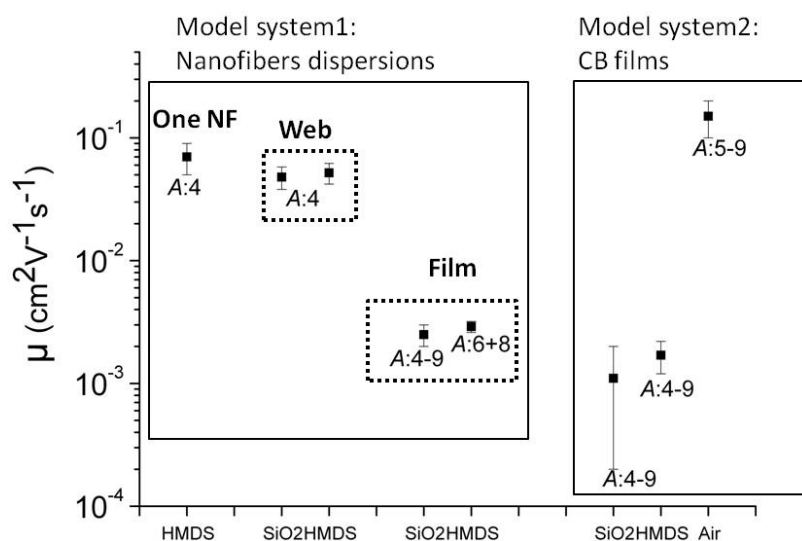 Model system1:
Nanofibers dispersions
Model system2:
CB films
One NF
Web
A:4
A:4
Film
A:4-9
A:6+8
A:5-9
A:4-9
A:4-9
μ (cm²V⁻¹s⁻¹)
10⁻¹
10⁻²
10⁻³
10⁻⁴
HMDS
SiO2HMDS
SiO2HMDS
SiO2HMDS Air